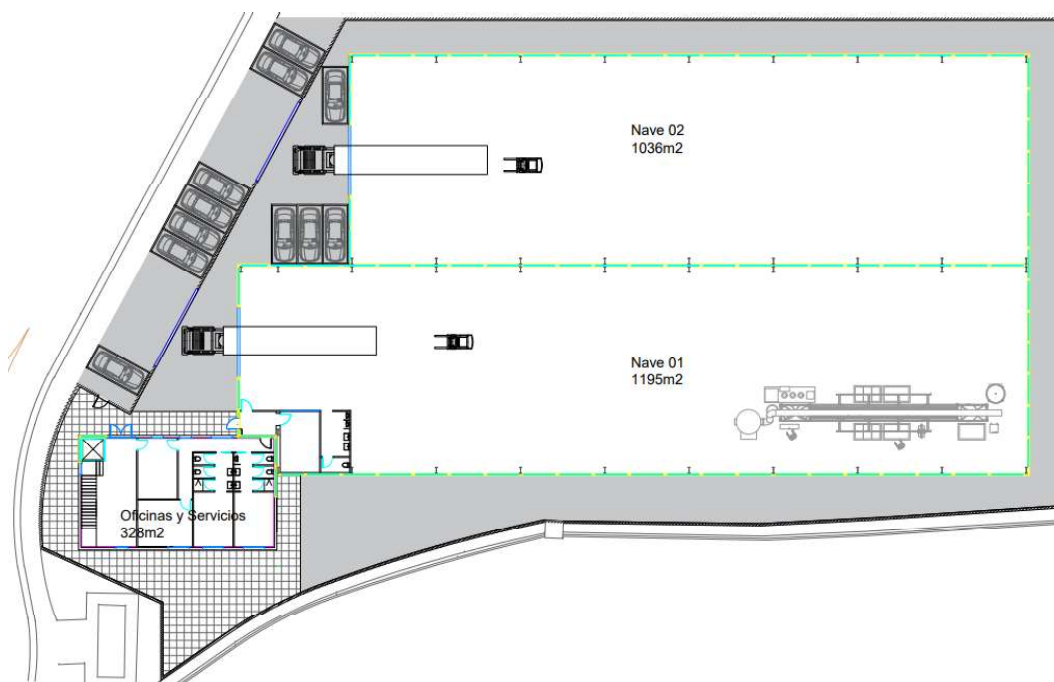 Nave 02
1036m2
Nave 01
1195m2
Oficinas y Servicios
328m2